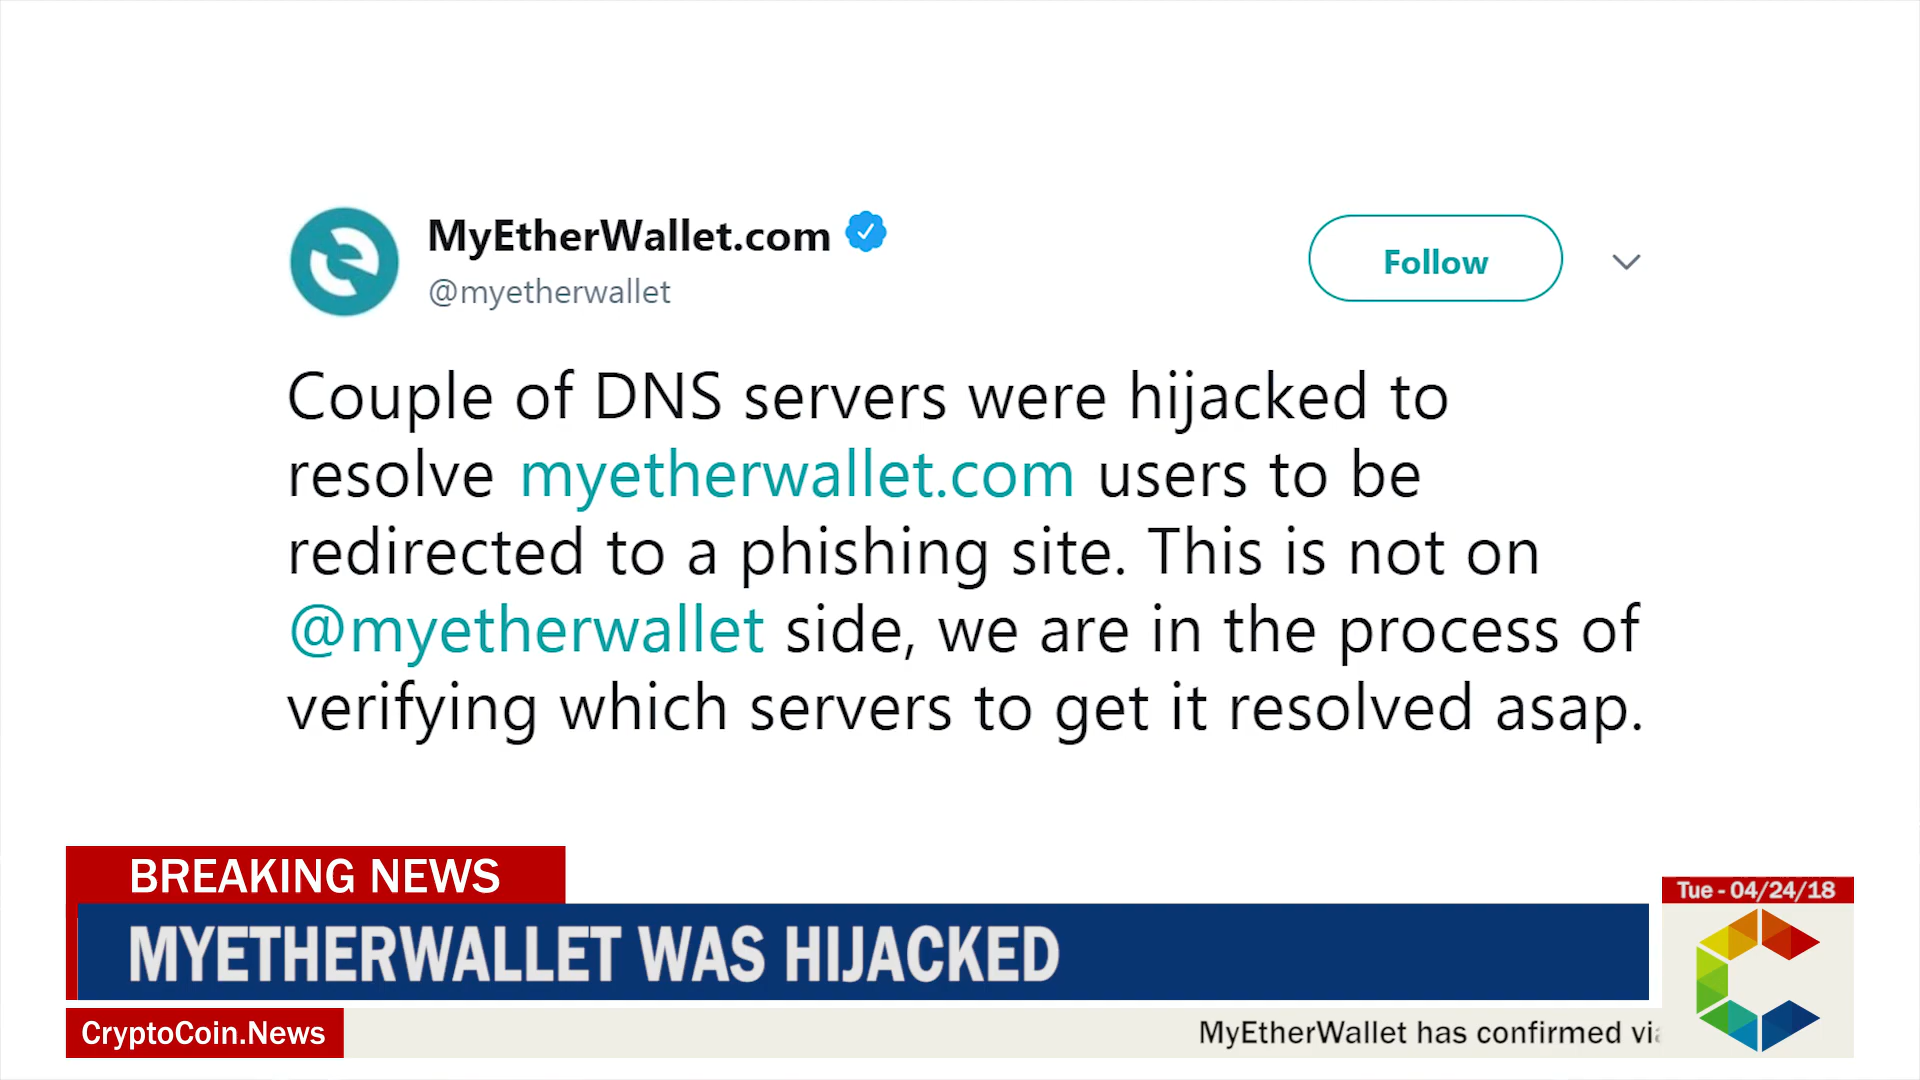 MyEtherWallet.com
@myetherwallet
Follow
Couple of DNS servers were hijacked to
resolve myetherwallet.com users to be
redirected to a phishing site. This is not on
@myetherwallet side, we are in the process of
verifying which servers to get it resolved asap.
BREAKING NEWS
Tue - 04/24/18
MYETHERWALLET WAS HIJACKED
CryptoCoin.News
MyEtherWallet has confirmed